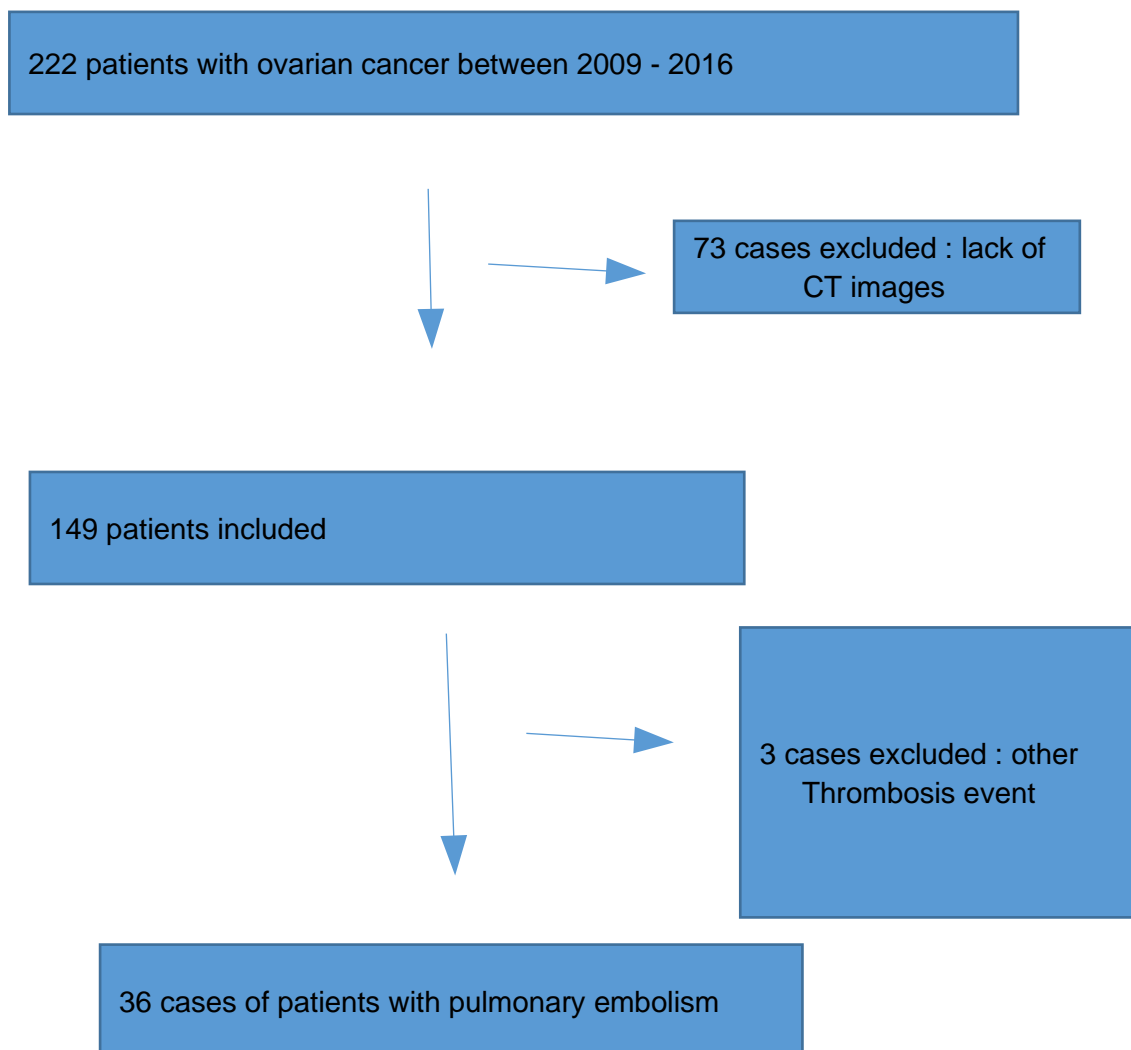 222 patients with ovarian cancer between 2009 - 2016
73 cases excluded : lack of
CT images
149 patients included
3 cases excluded : other
Thrombosis event
36 cases of patients with pulmonary embolism